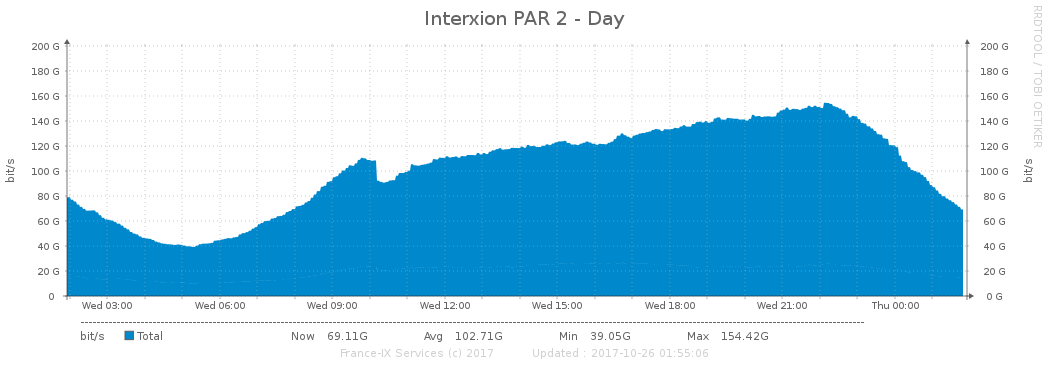 Interxion PAR 2 - Day
RRDTOOL / TOBI OETIKER
200 G 200 G
180 G 180 G
160 G 160 G
140 G 140 G
120 G 120 G
100 G 100 G
80 G 80 G
60 G 60 G
40 G 40 G
20 G 20 G
0 0 G
bit/s bit/s
Wed 03:00 Wed 06:00 Wed 09:00 Wed 12:00 Wed 15:00 Wed 18:00 Wed 21:00 Thu 00:00
bit/s Total Now 69.11G Avg 102.71G Min 39.05G Max 154.42G
France-IX Services (c) 2017 Updated : 2017-10-26 01:55:06